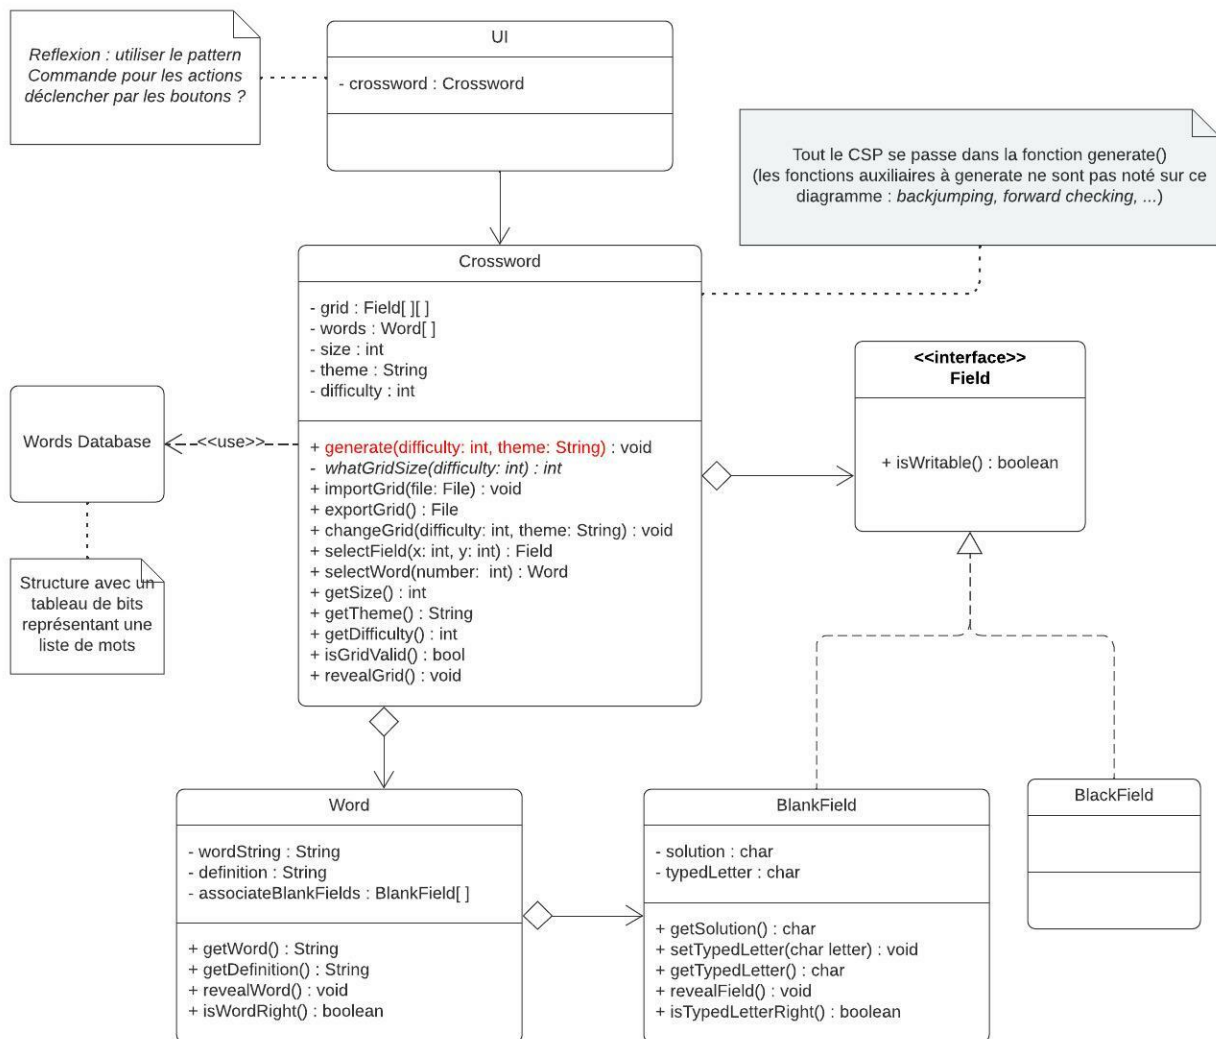 Reflexion : utiliser le pattern
Commande pour les actions
déclencher par les boutons ?
UI
- crossword : Crossword
Tout le CSP se passe dans la fonction generate()
(les fonctions auxiliaires à generate ne sont pas noté sur ce
diagramme : backjumping, forward checking, ...)
Crossword
- grid : Field[ ][ ]
- words : Word[ ]
- size : int
- theme : String
- difficulty : int
+ generate(difficulty: int, theme: String) : void
- whatGridSize(difficulty: int) : int
+ importGrid(file: File) : void
+ exportGrid() : File
+ changeGrid(difficulty: int, theme: String) : void
+ selectField(x: int, y: int) : Field
+ selectWord(number: int) : Word
+ getSize() : int
+ getTheme() : String
+ getDifficulty() : int
+ isGridValid() : bool
+ revealGrid() : void
<<interface>>
Field
+ isWritable() : boolean
Words Database
<<use>>
Structure avec un
tableau de bits
représentant une
liste de mots
Word
- wordString : String
- definition : String
- associateBlankFields : BlankField[ ]
+ getWord() : String
+ getDefinition() : String
+ revealWord() : void
+ isWordRight() : boolean
BlankField
- solution : char
- typedLetter : char
+ getSolution() : char
+ setTypedLetter(char letter) : void
+ getTypedLetter() : char
+ revealField() : void
+ isTypedLetterRight() : boolean
BlackField